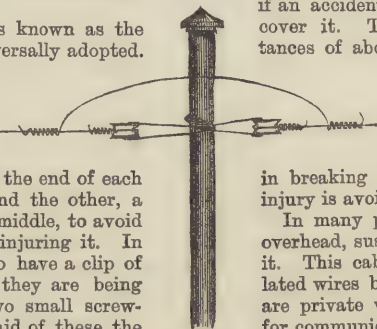 s known as the
versally adopted.
the end of each
nd the other, a
middle, to avoid
injuring it. In
o have a clip of
they are being
vo small screw-
aid of these the
if an accident
cover it. T
tances of abo
in breaking
injury is avoi
In many p
overhead, sus
it. This cab
lated wires b
are private v
for communi